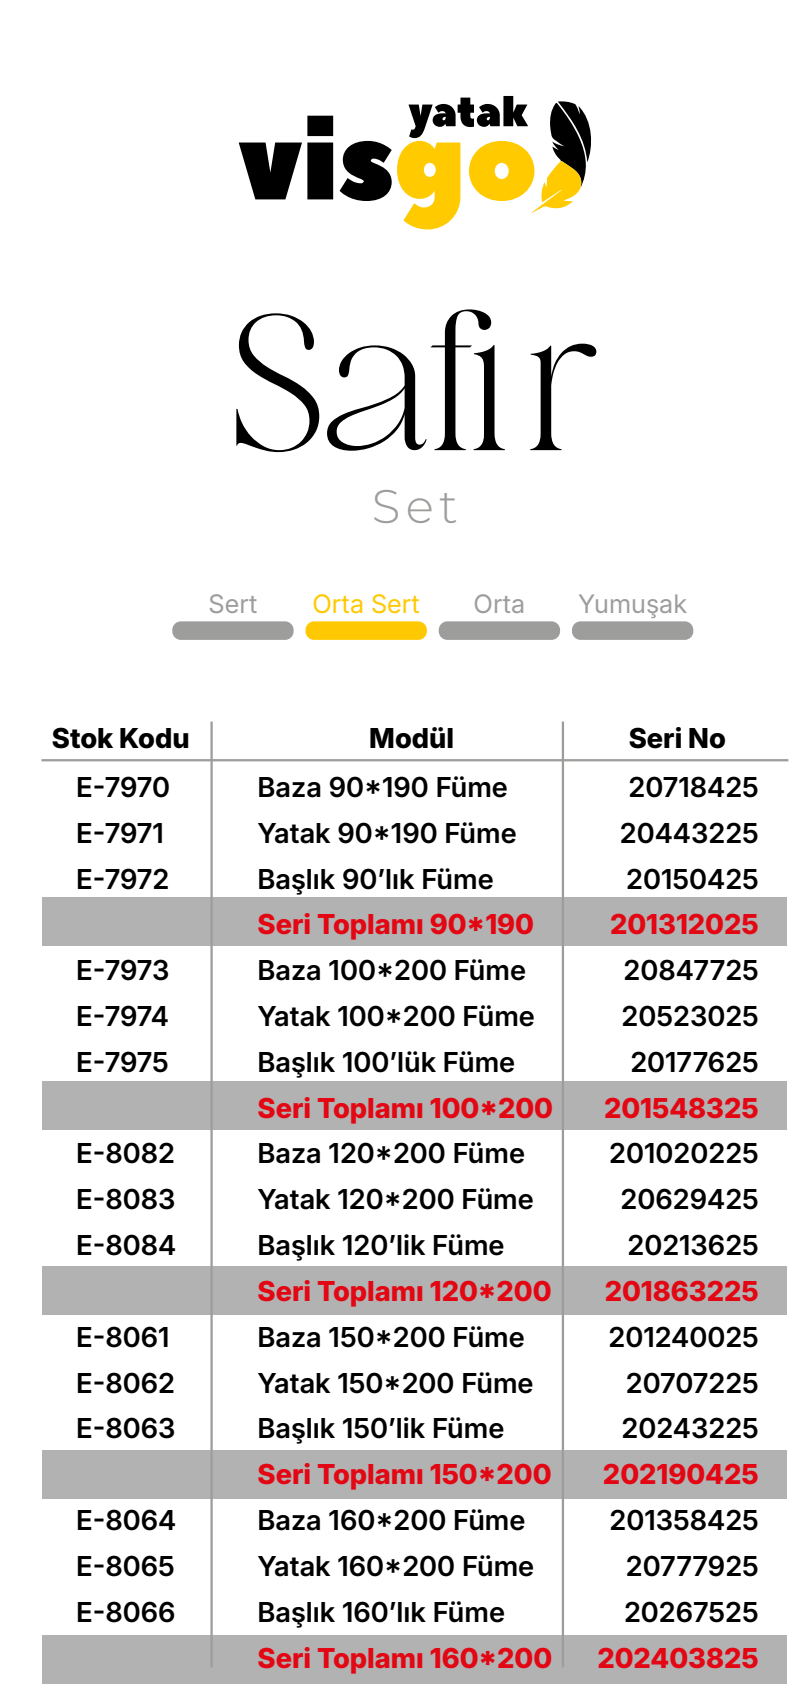 yatak
visgo
Safir
Set
Sert Orta Sert Orta Yumuşak
Stok Kodu Modül Seri No
E-7970 Baza 90*190 Füme 20718425
E-7971 Yatak 90*190 Füme 20443225
E-7972 Başlık 90’lık Füme 20150425
Seri Toplamı 90*190 201312025
E-7973 Baza 100*200 Füme 20847725
E-7974 Yatak 100*200 Füme 20523025
E-7975 Başlık 100’lük Füme 20177625
Seri Toplamı 100*200 201548325
E-8082 Baza 120*200 Füme 201020225
E-8083 Yatak 120*200 Füme 20629425
E-8084 Başlık 120’lik Füme 20213625
Seri Toplamı 120*200 201863225
E-8061 Baza 150*200 Füme 201240025
E-8062 Yatak 150*200 Füme 20707225
E-8063 Başlık 150’lik Füme 20243225
Seri Toplamı 150*200 202190425
E-8064 Baza 160*200 Füme 201358425
E-8065 Yatak 160*200 Füme 20777925
E-8066 Başlık 160’lık Füme 20267525
Seri Toplamı 160*200 202403825